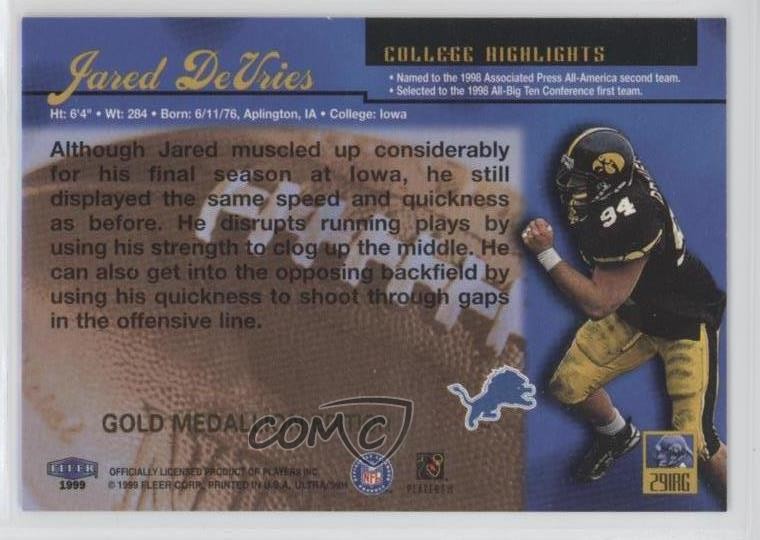 Jared DeVries
COLLEGE HIGHLIGHTS
• Named to the 1998 Associated Press All-America second team.
• Selected to the 1998 All-Big Ten Conference first team.
Ht: 6'4" • Wt: 284 • Born: 6/11/76, Aplington, IA • College: Iowa
Although Jared muscled up considerably
for his final season at Iowa, he still
displayed the same speed and quickness
as before. He disrupts running plays by
using his strength to clog up the middle. He
can also get into the opposing backfield by
using his quickness to shoot through gaps
in the offensive line.
94
94
GOLD MEDALLION
COMC
FLEER
1999
OFFICIALLY LICENSED PRODUCT OF PLAYERS INC
© 1999 FLEER CORP. PRINTED IN U.S.A. ULTRA/99H
NFL
PLAYERS INC
291RG